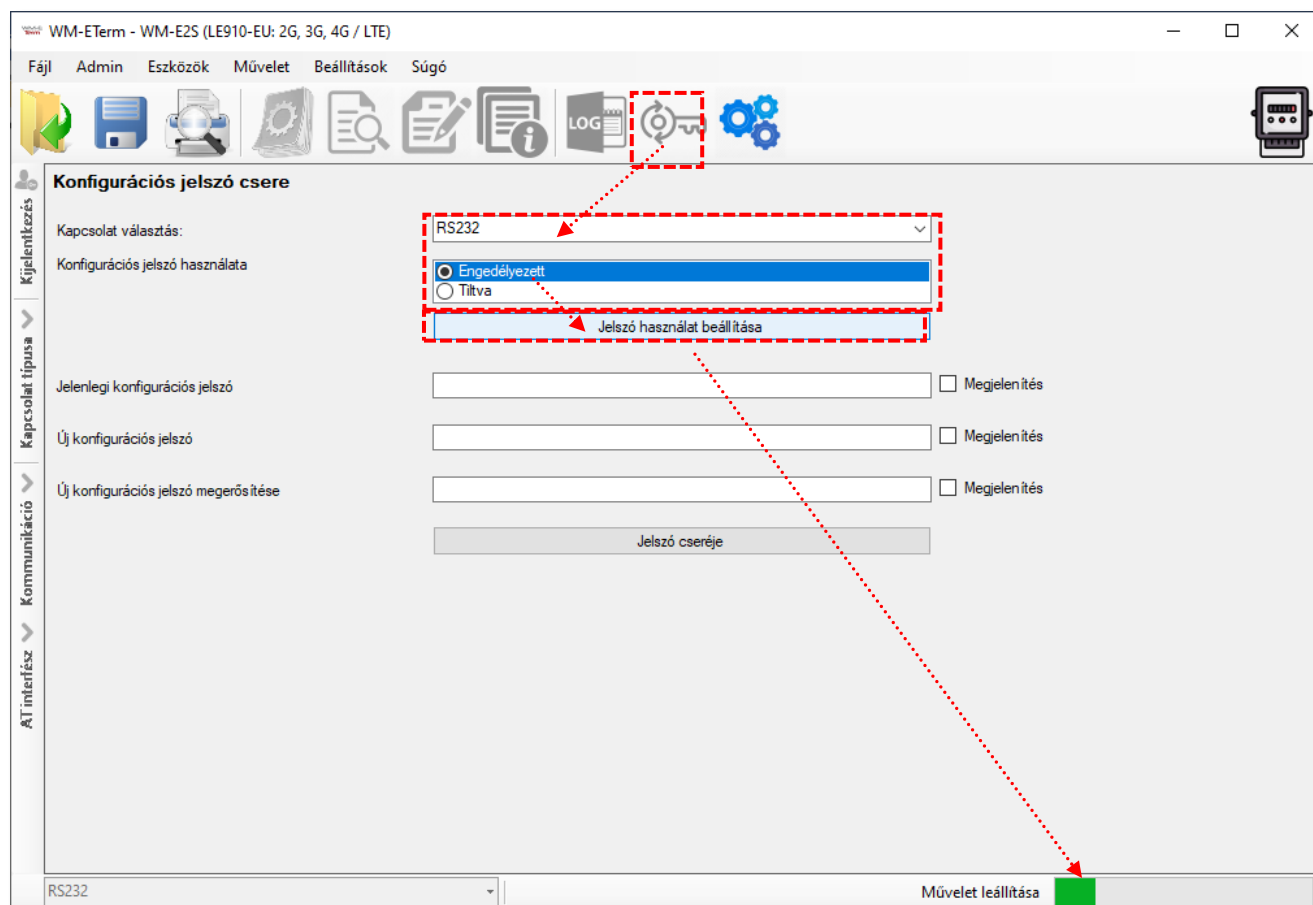 WM-ETerm - WM-E2S (LE910-EU: 2G, 3G, 4G / LTE)
Fájl Admin Eszközök Művelet Beállítások Súgó
LOG
Konfigurációs jelszó csere
Kapcsolat választás:
RS232
Konfigurációs jelszó használata
Engedélyezett
Tiltva
Jelszó használat beállítása
Jelenlegi konfigurációs jelszó
Megjelenítés
Új konfigurációs jelszó
Megjelenítés
Új konfigurációs jelszó megerősítése
Megjelenítés
Jelszó cseréje
Kijelentkezés
Kapcsolat típusa
Kommunikáció
AT interfész
RS232
Művelet leállítása